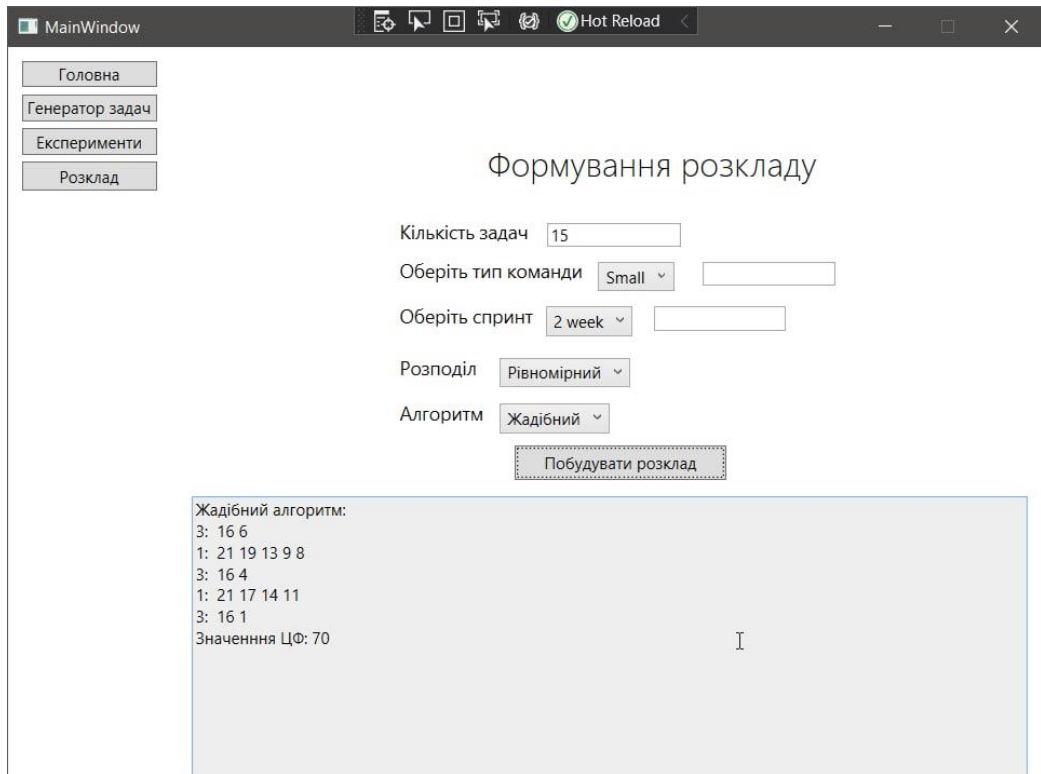 MainWindow
Hot Reload
Головна
Генератор задач
Експерименти
Розклад
Формування розкладу
Кількість задач 15
Оберіть тип команди Small
Оберіть спринт 2 week
Розподіл Рівномірний
Алгоритм Жадібний
Побудувати розклад
Жадібний алгоритм:
3: 16 6
1: 21 19 13 9 8
3: 16 4
1: 21 17 14 11
3: 16 1
Значенння ЦФ: 70